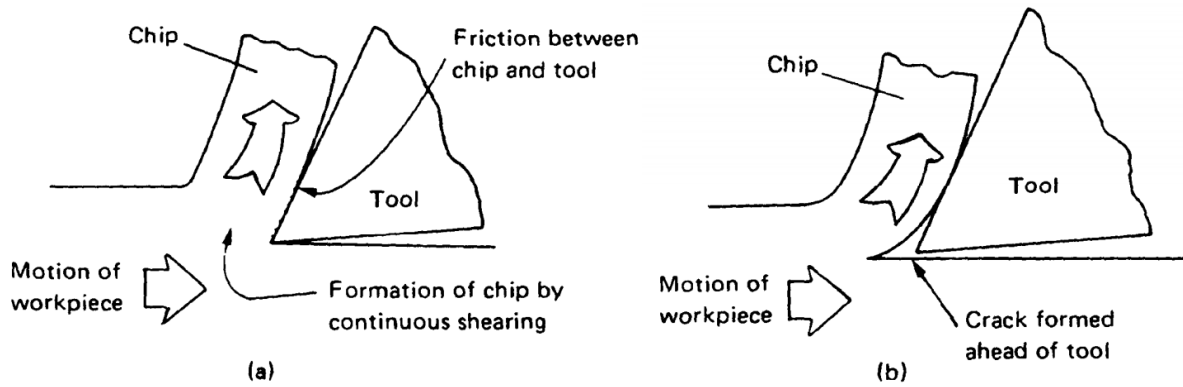 Chip
Friction between
chip and tool
Tool
Motion of
workpiece
Formation of chip by
continuous shearing
(a)
Chip
Tool
Motion of
workpiece
Crack formed
ahead of tool
(b)